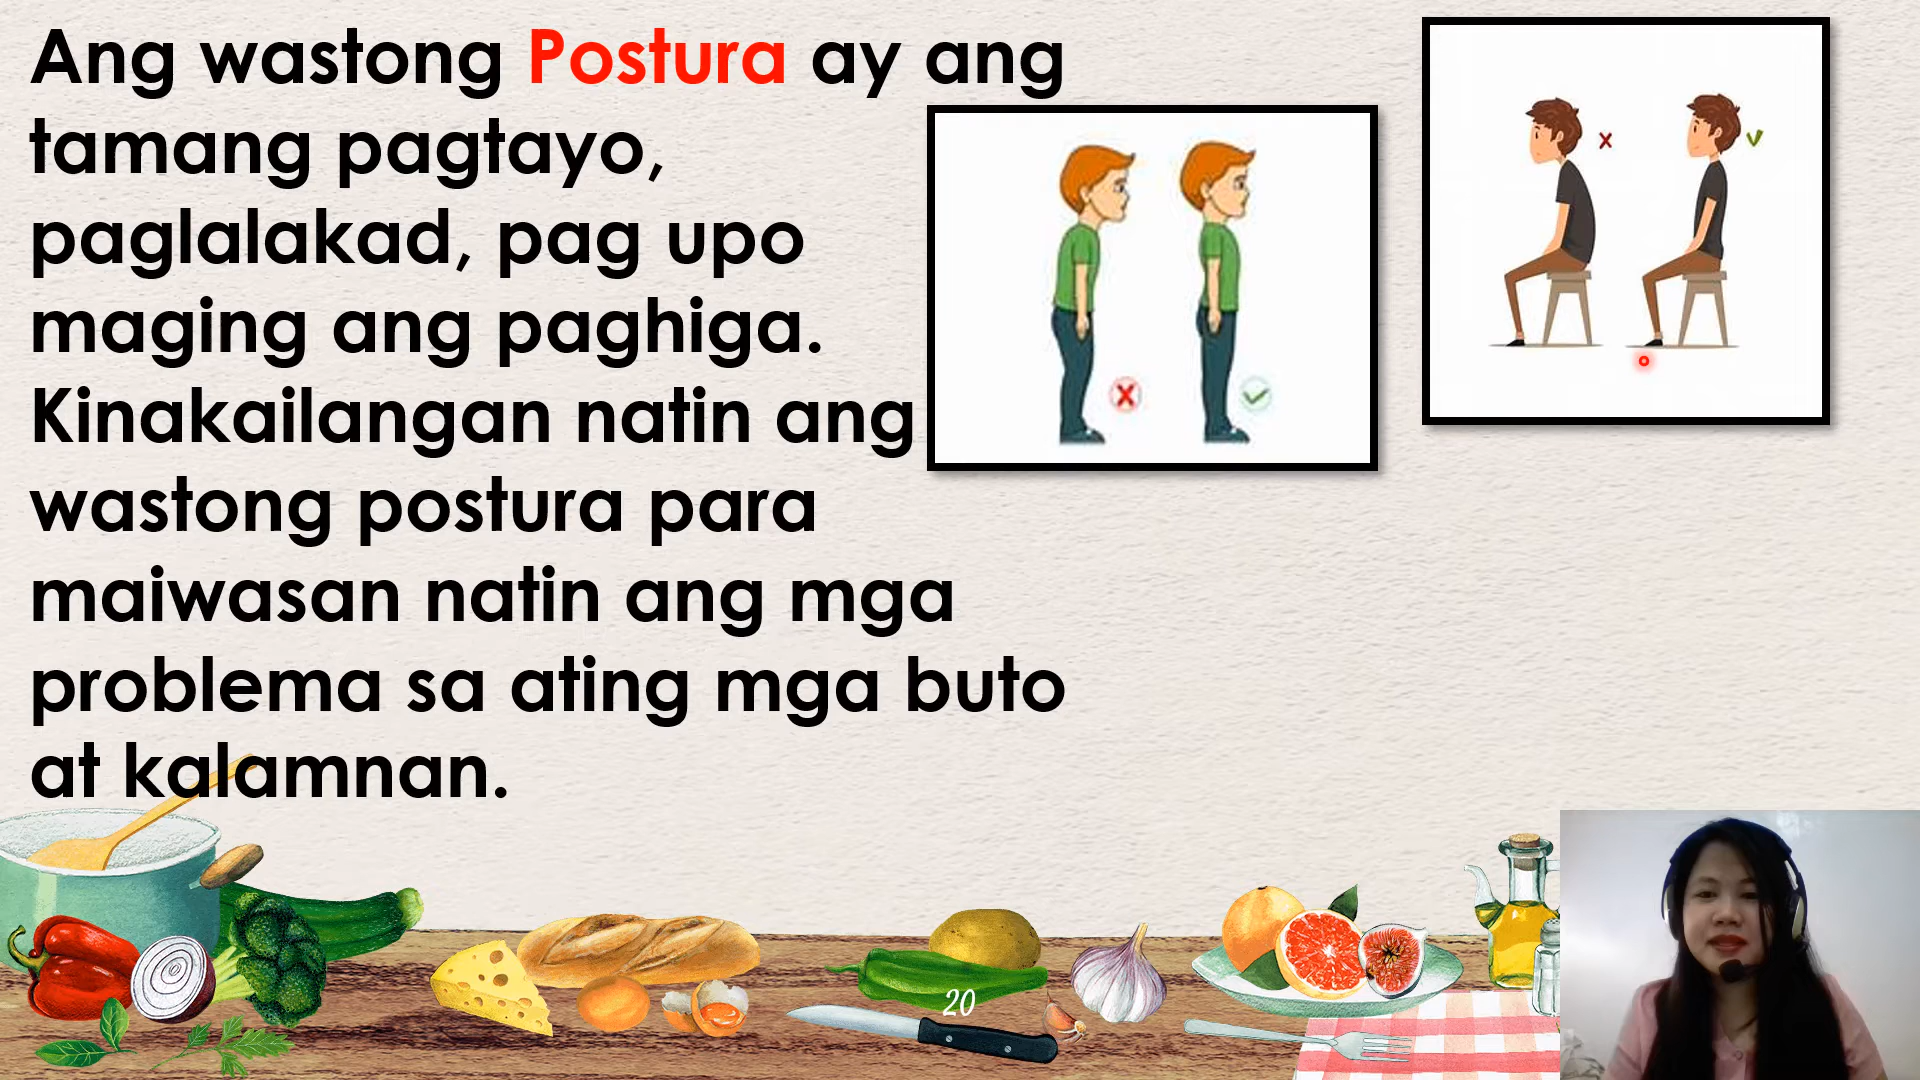 Ang wastong Postura ay ang
tamang pagtayo,
paglalakad, pag upo
maging ang paghiga.
Kinakailangan natin ang
wastong postura para
maiwasan natin ang mga
problema sa ating mga buto
at kalamnan.
20